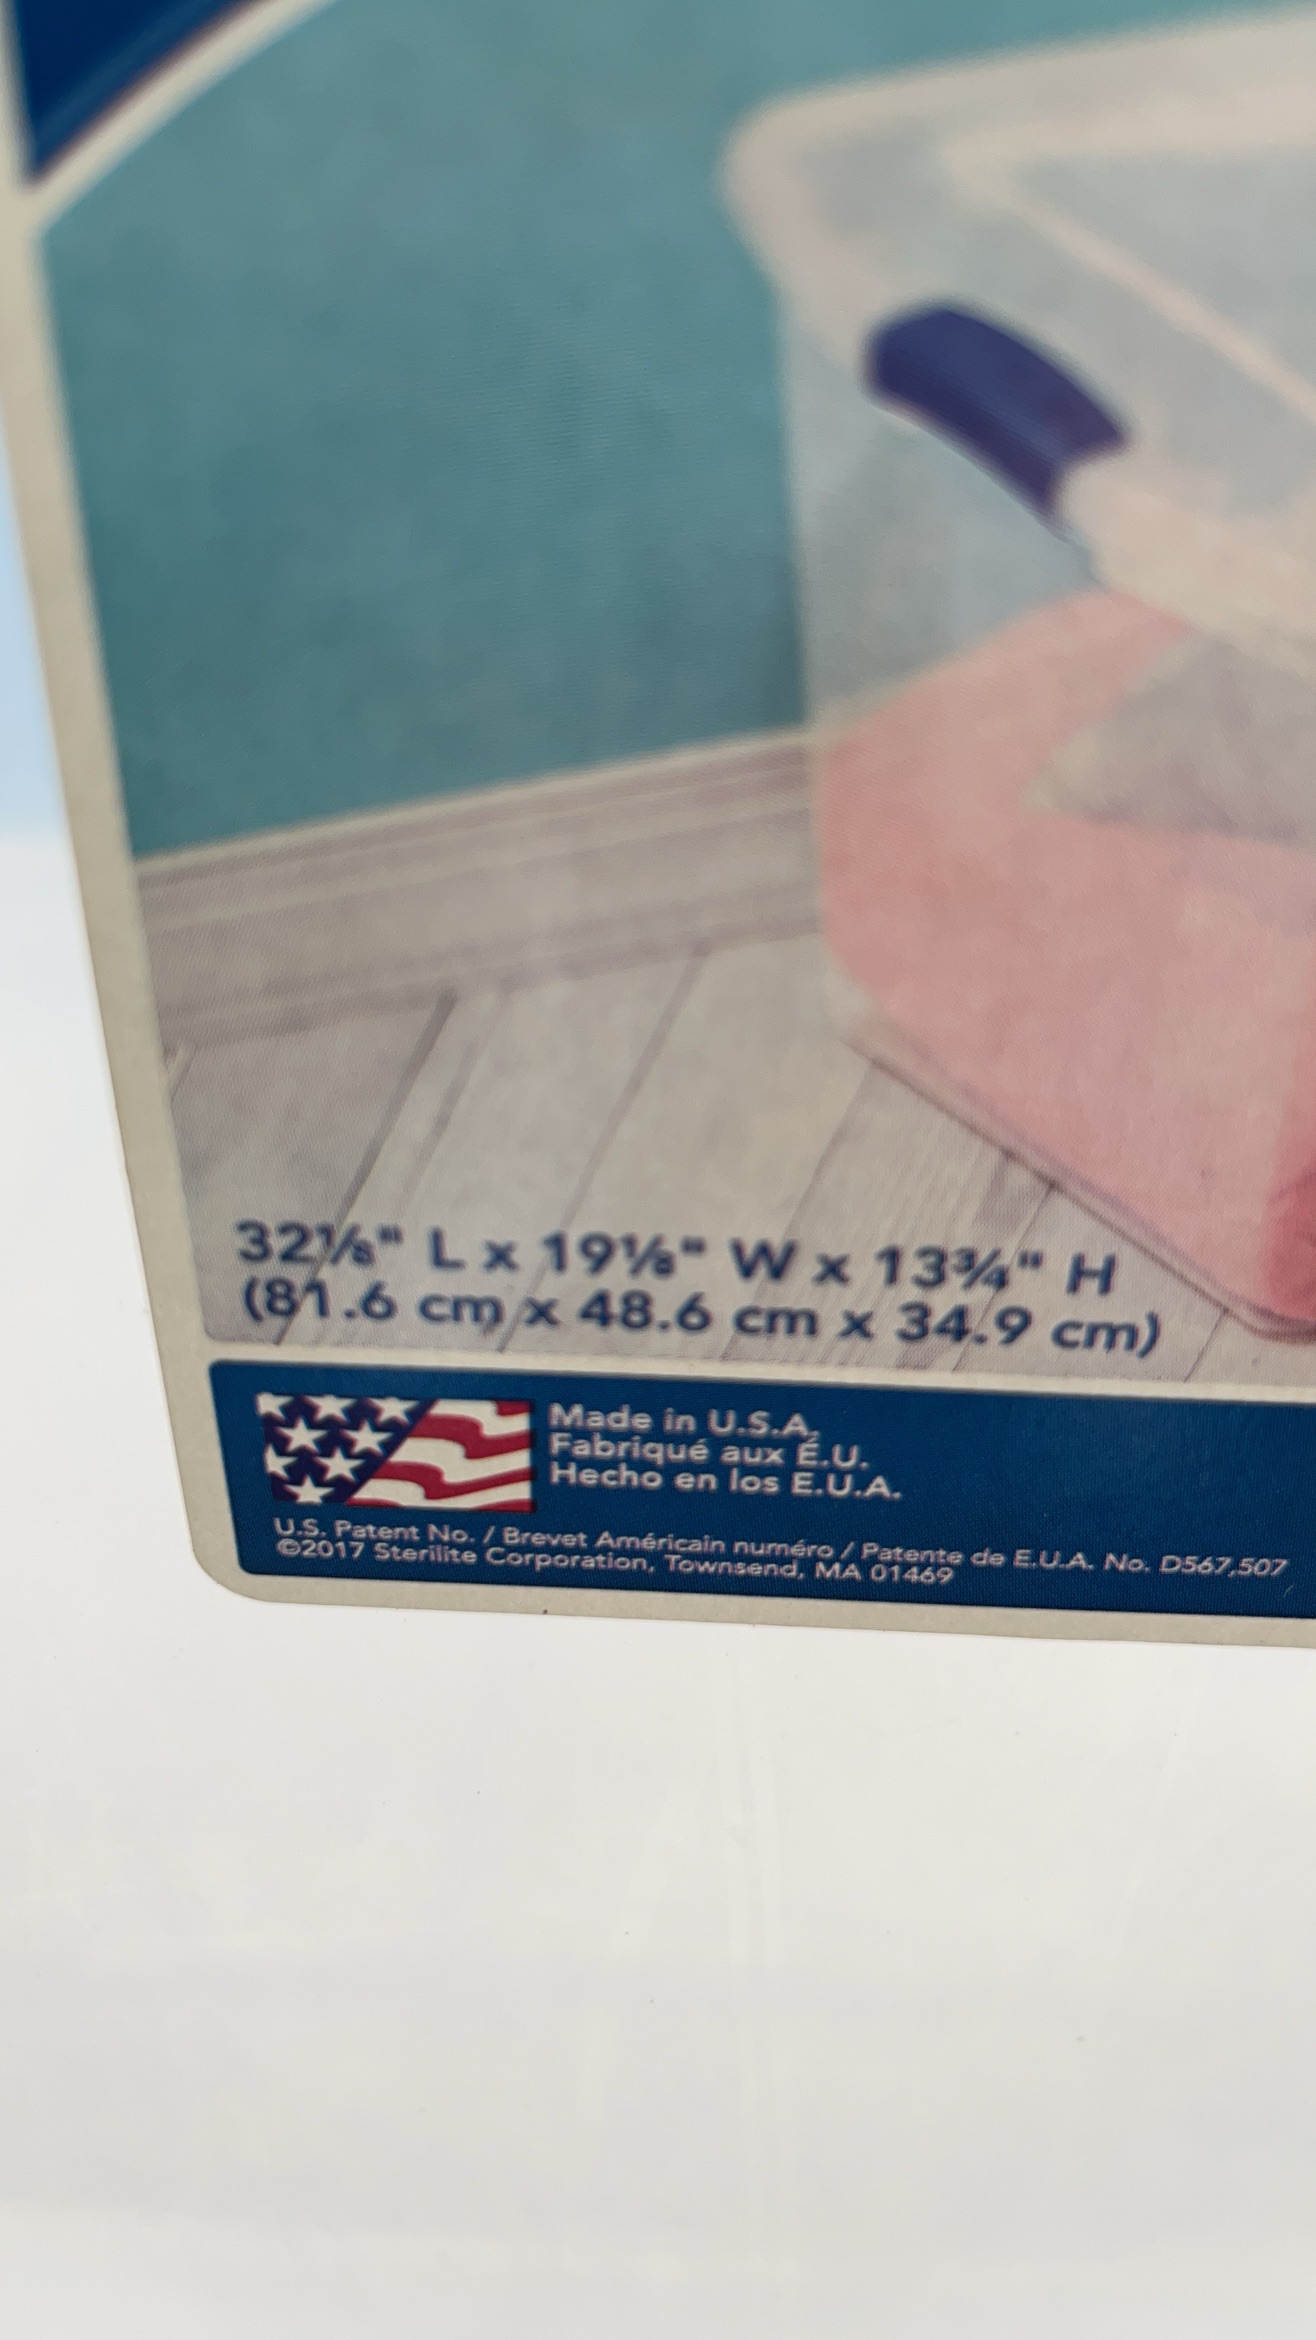 32⅛" L x 19⅛" W x 13¾" H
(81.6 cm x 48.6 cm x 34.9 cm)
Made in U.S.A.
Fabriqué aux É.U.
Hecho en los E.U.A.
U.S. Patent No. / Brevet Américain numéro / Patente de E.U.A. No. D567,507
©2017 Sterilite Corporation, Townsend, MA 01469